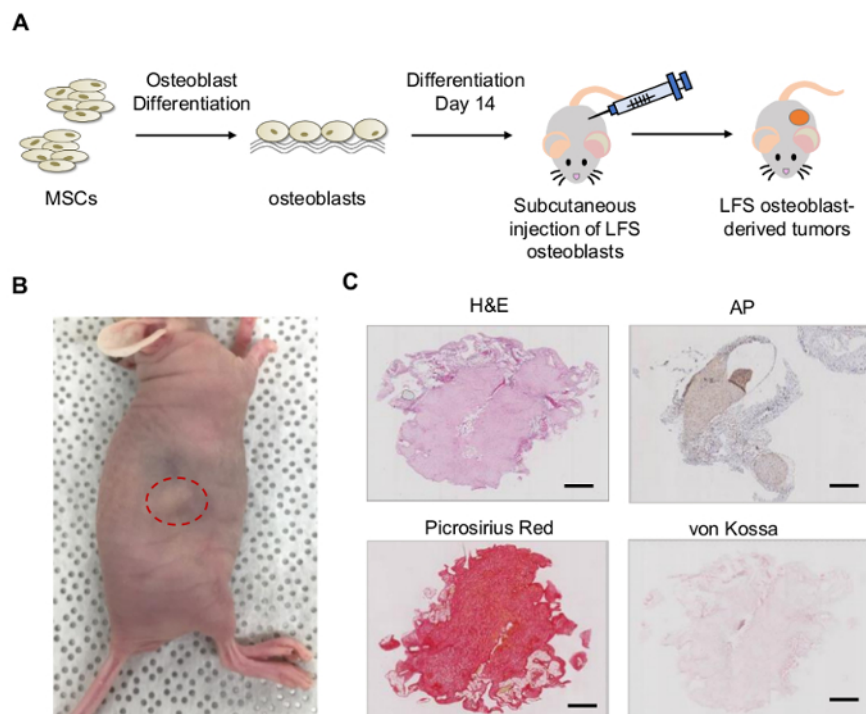 A
Osteoblast
Differentiation
Differentiation
Day 14
MSCs
osteoblasts
Subcutaneous
injection of LFS
osteoblasts
LFS osteoblast-
derived tumors
B
C
H&E
AP
Picrosirius Red
von Kossa